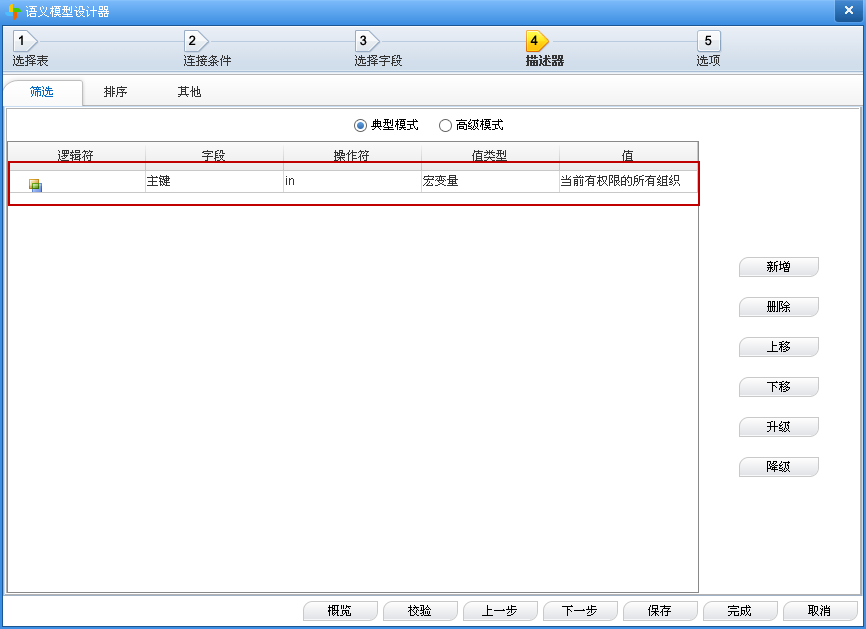 语义模型设计器
1 2 3 4 5
选择表 连接条件 选择字段 描述器 选项
筛选 排序 其他
典型模式 高级模式
逻辑符 字段 操作符 值类型 值
主键 in 宏变量 当前有权限的所有组织
新增
删除
上移
下移
升级
降级
概览 校验 上一步 下一步 保存 完成 取消